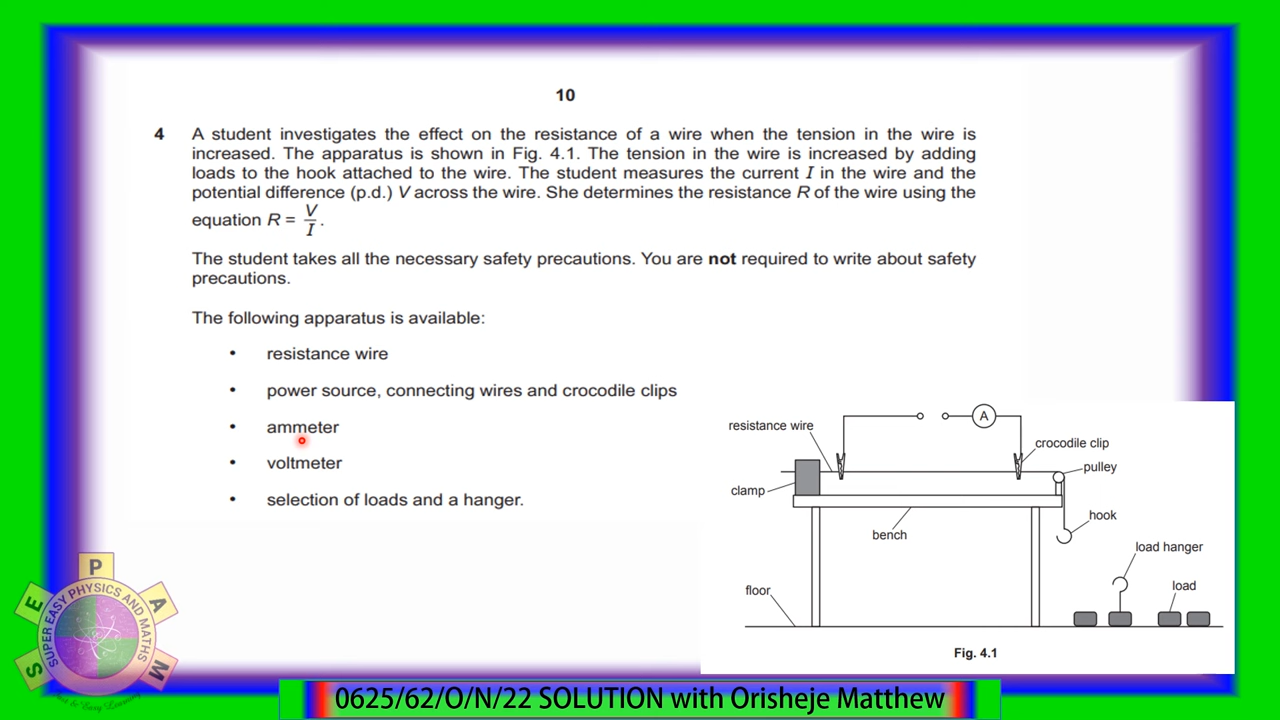 10
4 A student investigates the effect on the resistance of a wire when the tension in the wire is
increased. The apparatus is shown in Fig. 4.1. The tension in the wire is increased by adding
loads to the hook attached to the wire. The student measures the current I in the wire and the
potential difference (p.d.) V across the wire. She determines the resistance R of the wire using the
equation R = V/I.
The student takes all the necessary safety precautions. You are not required to write about safety
precautions.
The following apparatus is available:
• resistance wire
• power source, connecting wires and crocodile clips
• ammeter
• voltmeter
• selection of loads and a hanger.
A
resistance wire
crocodile clip
pulley
clamp
hook
bench
load hanger
floor
load
Fig. 4.1
S E P A M
SUPER EASY PHYSICS AND MATHS
0625/62/O/N/22 SOLUTION with Orisheje Matthew